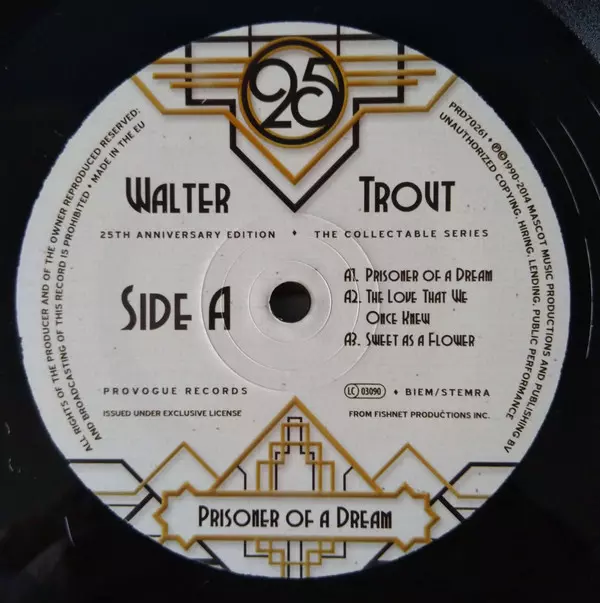 25
WALTER TROUT
25TH ANNIVERSARY EDITION • THE COLLECTABLE SERIES
SIDE A
A1. PRISONER OF A DREAM
A2. THE LOVE THAT WE
ONCE KNEW
A3. SWEET AS A FLOWER
PROVOGUE RECORDS
LC 03090 • BIEM/STEMRA
ISSUED UNDER EXCLUSIVE LICENSE
FROM FISHNET PRODUCTIONS INC.
PRISONER OF A DREAM
ALL RIGHTS OF THE PRODUCER AND OF THE OWNER REPRODUCED RESERVED:
AND BROADCASTING OF THIS RECORD IS PROHIBITED • MADE IN THE EU
PRD70261 • ℗©1990-2014 MASCOT MUSIC PRODUCTIONS AND PUBLISHING BV
UNAUTHORIZED COPYING, HIRING, LENDING, PUBLIC PERFORMANCE